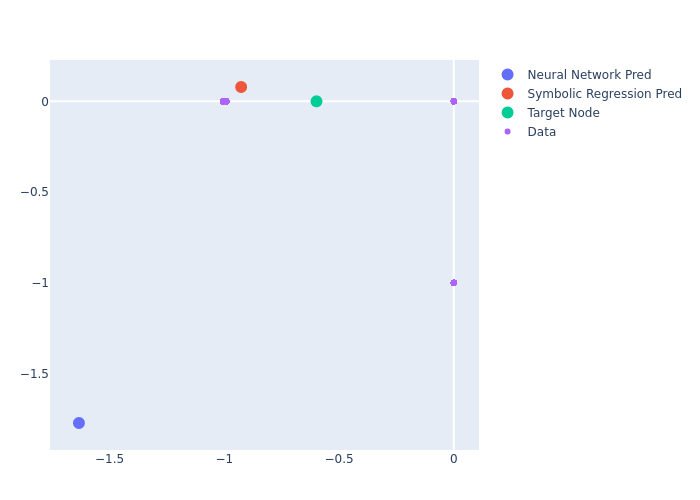 Neural Network Pred
Symbolic Regression Pred
Target Node
Data
0
−0.5
−1
−1.5
−1.5
−1
−0.5
0